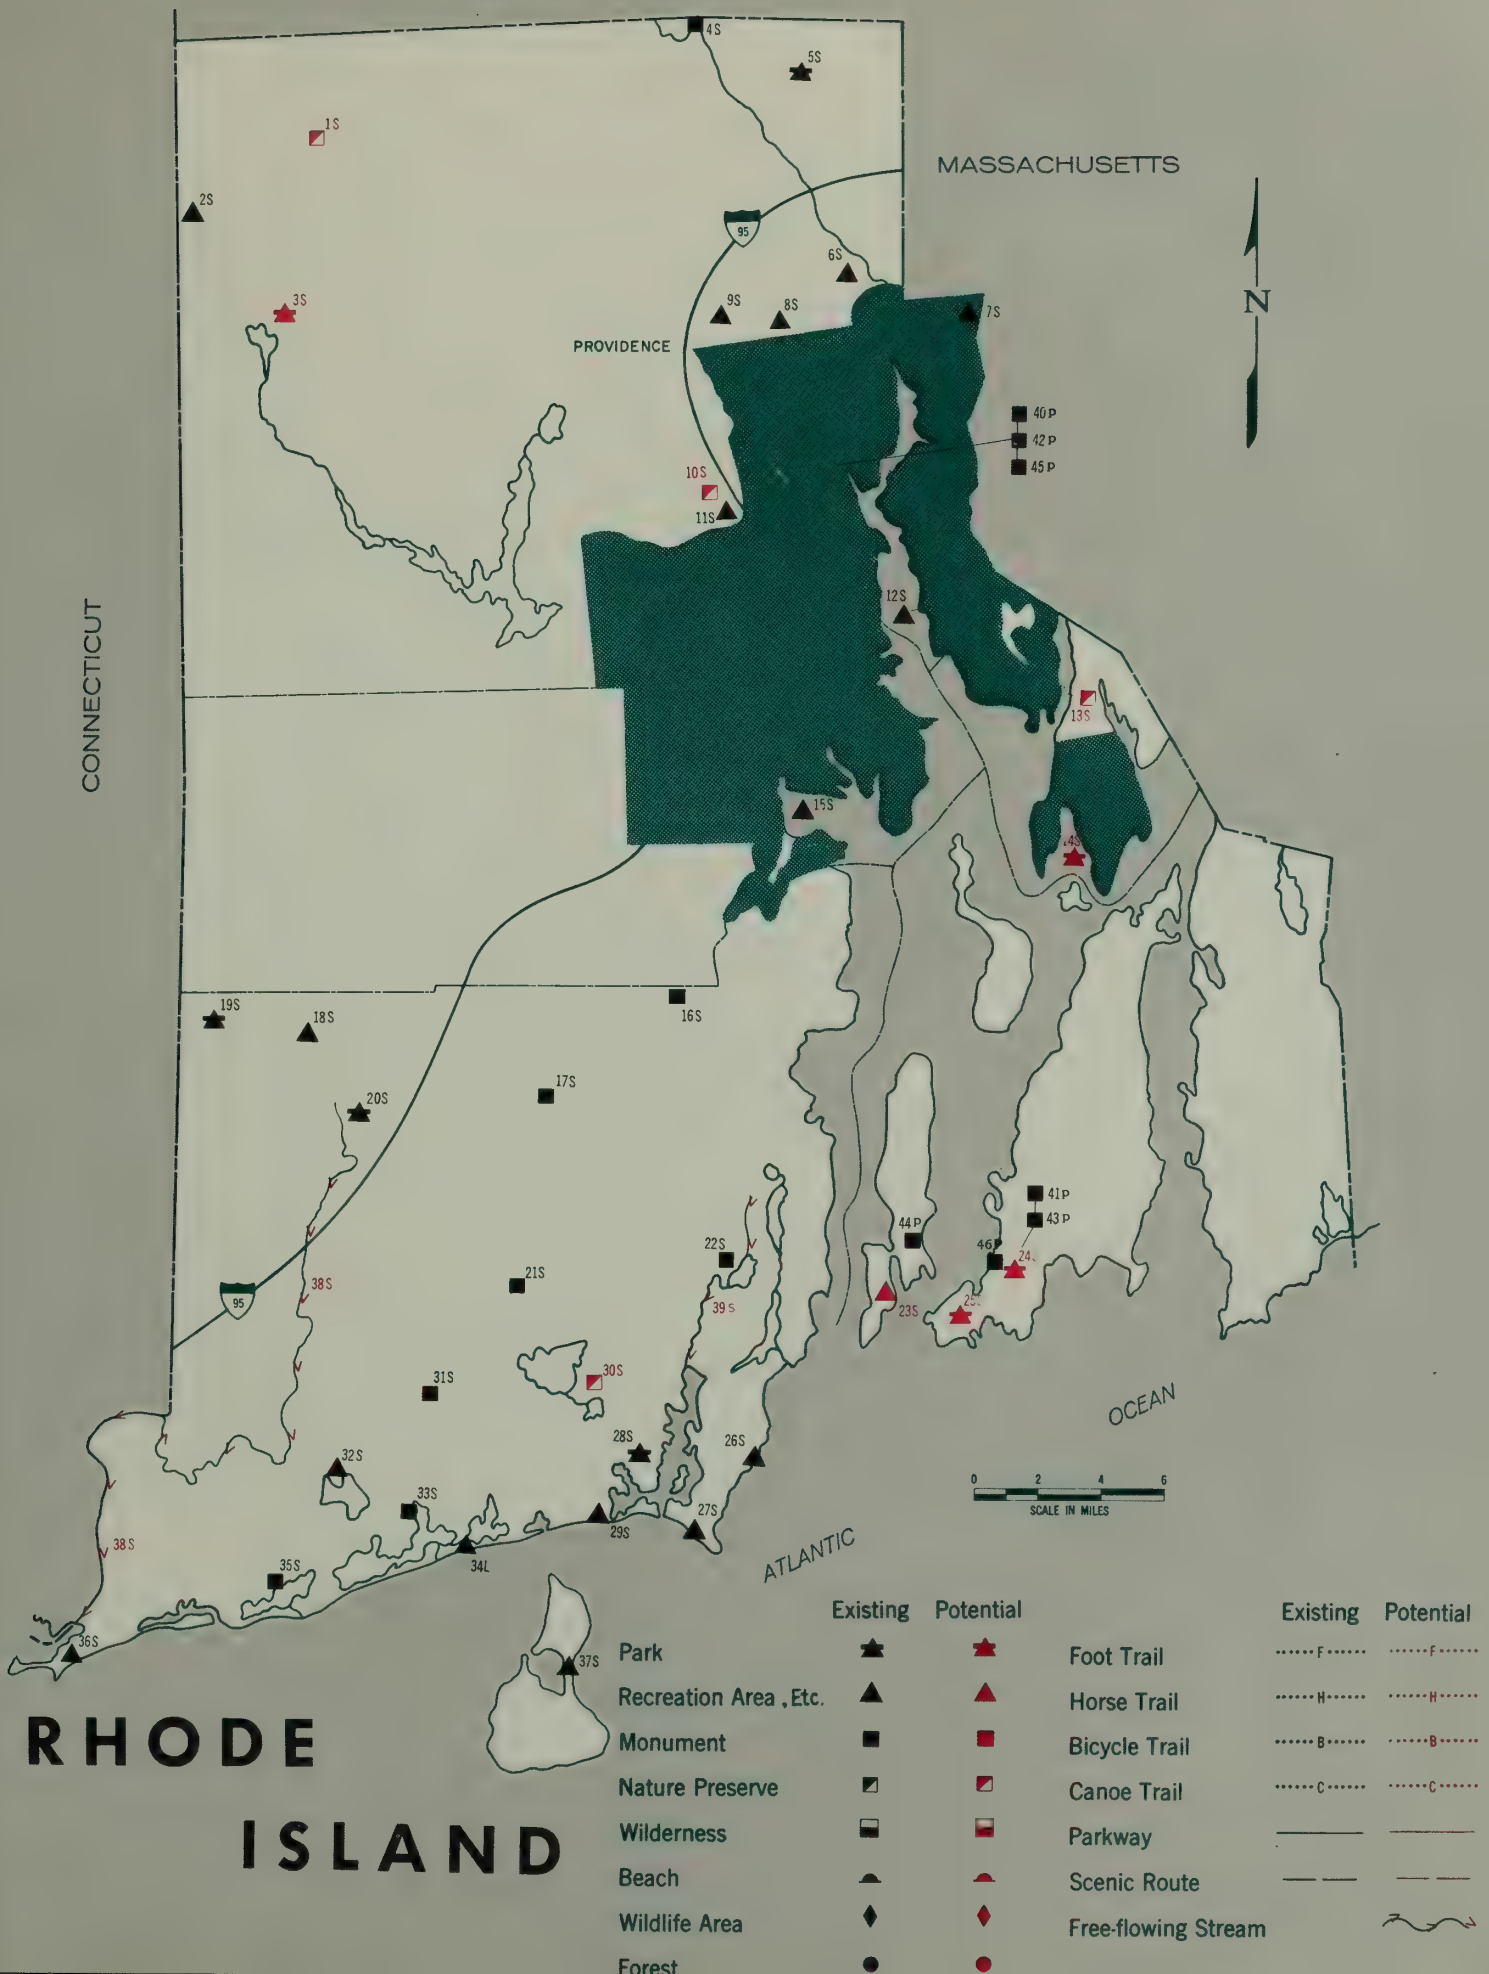 4S
5S
1S
MASSACHUSETTS
2S
95
6S
3S
9S
8S
7S
N
PROVIDENCE
40P
42P
45P
10S
11S
12S
CONNECTICUT
13S
15S
14S
19S
18S
16S
17S
20S
41P
43P
44P
22S
46P
21S
38S
95
39S
23S
31S
30S
OCEAN
28S
26S
32S
0 2 4 6
SCALE IN MILES
33S
27S
29S
38S
ATLANTIC
34L
35S
36S
37S
RHODE
ISLAND
Existing Potential
Park
Recreation Area, Etc.
Monument
Nature Preserve
Wilderness
Beach
Wildlife Area
Forest
Existing Potential
Foot Trail F F
Horse Trail H H
Bicycle Trail B B
Canoe Trail C C
Parkway
Scenic Route
Free-flowing Stream